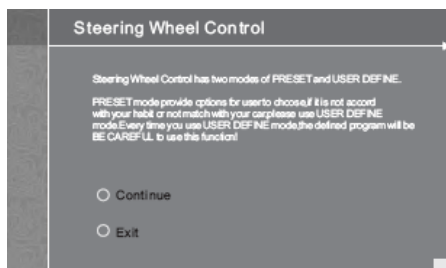 Steering Wheel Control
Steering Wheel Control has two modes of PRESET and USER DEFINE.
PRESET mode provide options for user to choose,if it is not accord
with your habit or not match with your car,please use USER DEFINE
mode.Every time you use USER DEFINE mode,the defined program will be
BE CAREFUL to use this function!
Continue
Exit